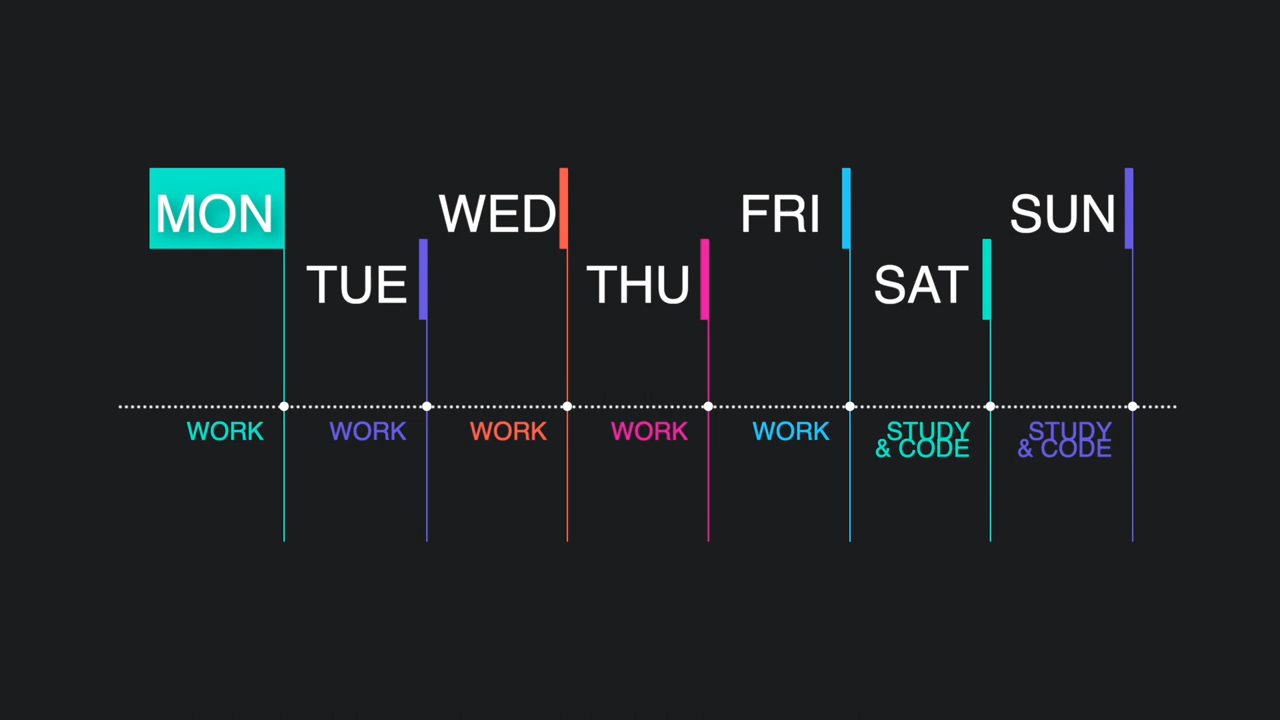 MON
TUE
WED
THU
FRI
SAT
SUN
WORK
WORK
WORK
WORK
WORK
STUDY
& CODE
STUDY
& CODE